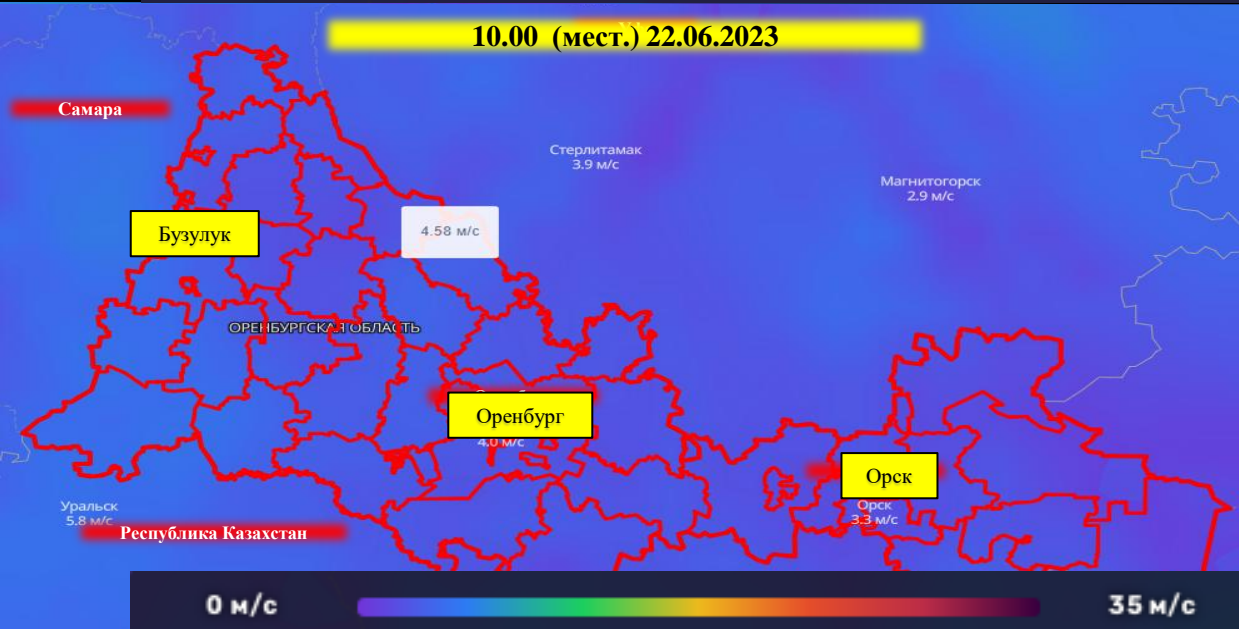 10.00 (мест.) 22.06.2023
Самара
Стерлитамак
3.9 м/с
Магнитогорск
2.9 м/с
Бузулук
4.58 м/с
ОРЕНБУРГСКАЯ ОБЛАСТЬ
Оренбург
4.0 м/с
Орск
Орск
3.3 м/с
Уральск
5.8 м/с
Республика Казахстан
0 м/с
35 м/с